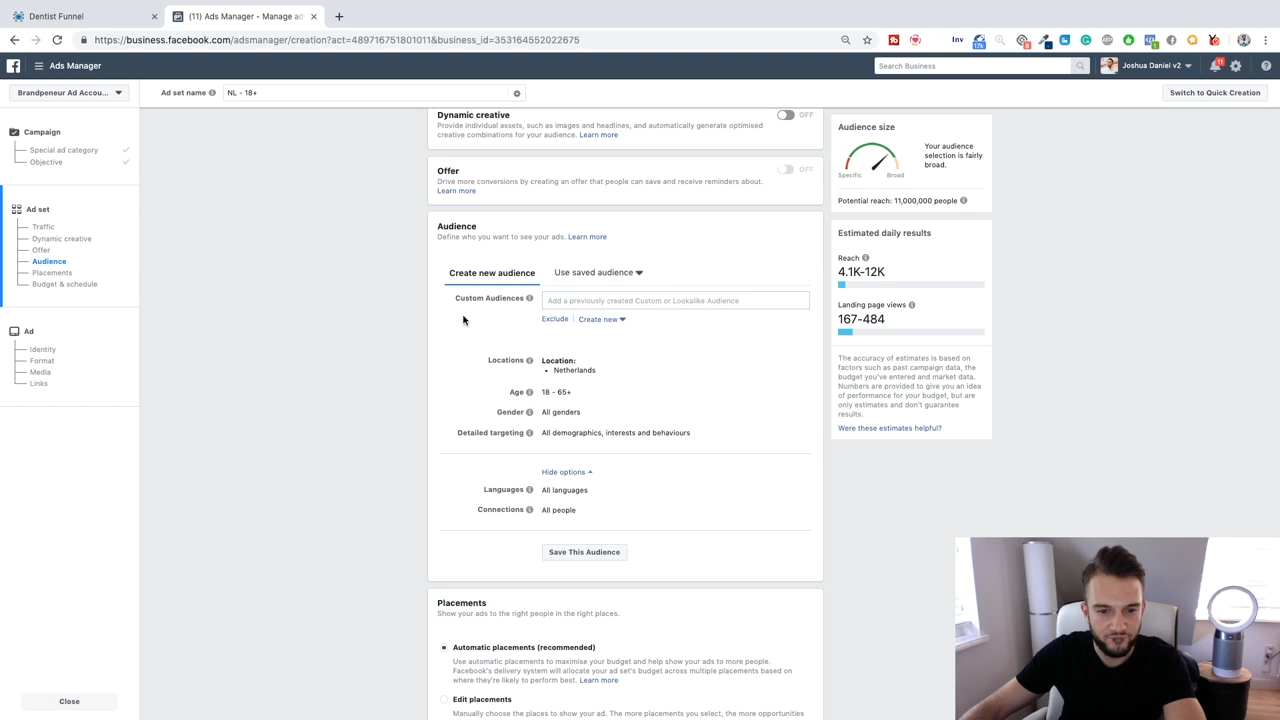 Dentist Funnel
(11) Ads Manager - Manage ad
https://business.facebook.com/adsmanager/creation?act=489716751801011&business_id=353164552022675
Inv
Ads Manager
Search Business
Joshua Daniel v2
11
Brandpeneur Ad Accou...
Ad set name
NL - 18+
Switch to Quick Creation
Campaign
Special ad category
Objective
Ad set
Traffic
Dynamic creative
Offer
Audience
Placements
Budget & schedule
Ad
Identity
Format
Media
Links
Close
Dynamic creative
OFF
Provide individual assets, such as images and headlines, and automatically generate optimised
creative combinations for your audience. Learn more
Offer
OFF
Drive more conversions by creating an offer that people can save and receive reminders about.
Learn more
Audience
Define who you want to see your ads. Learn more
Create new audience
Use saved audience
Custom Audiences
Add a previously created Custom or Lookalike Audience
Exclude
Create new
Locations
Location:
Netherlands
Age
18 - 65+
Gender
All genders
Detailed targeting
All demographics, interests and behaviours
Hide options
Languages
All languages
Connections
All people
Save This Audience
Placements
Show your ads to the right people in the right places.
Automatic placements (recommended)
Use automatic placements to maximise your budget and help show your ads to more people.
Facebook's delivery system will allocate your ad set's budget across multiple placements based on
where they're likely to perform best. Learn more
Edit placements
Manually choose the places to show your ad. The more placements you select, the more opportunities
Audience size
Your audience
selection is fairly
broad.
Specific
Broad
Potential reach: 11,000,000 people
Estimated daily results
Reach
4.1K-12K
Landing page views
167-484
The accuracy of estimates is based on
factors such as past campaign data, the
budget you've entered and market data.
Numbers are provided to give you an idea
of performance for your budget, but are
only estimates and don't guarantee
results.
Were these estimates helpful?